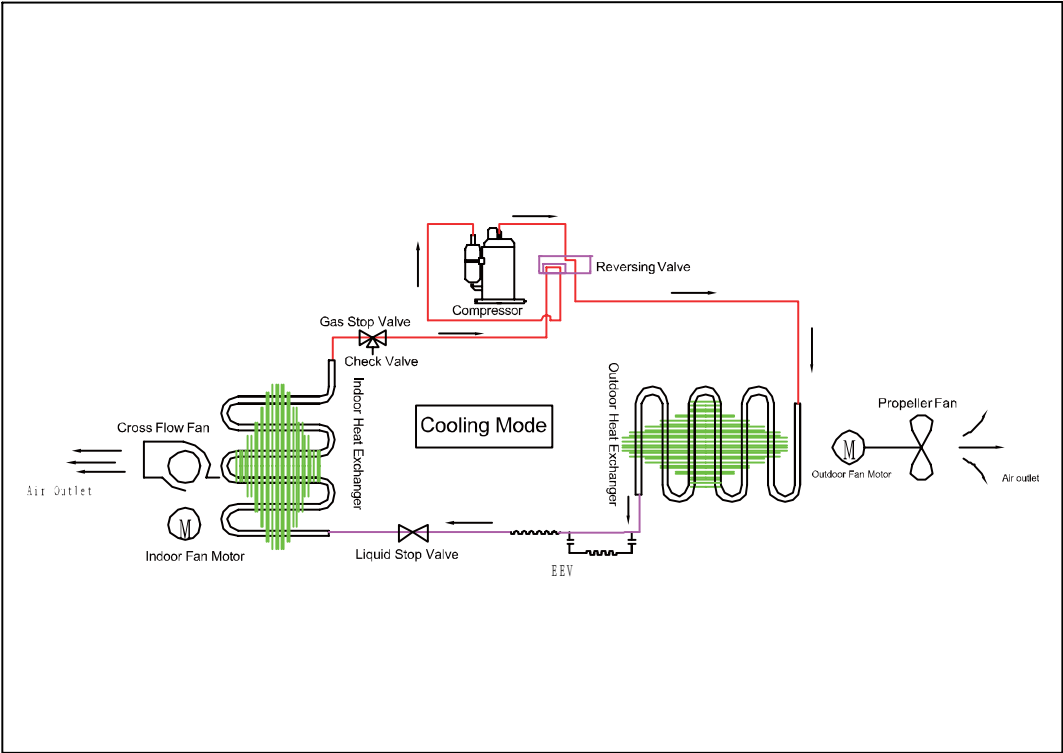 Reversing Valve
Compressor
Gas Stop Valve
Check Valve
Indoor Heat Exchanger
Outdoor Heat Exchanger
Cooling Mode
Propeller Fan
Cross Flow Fan
M
Outdoor Fan Motor
Air outlet
Air Outlet
M
Indoor Fan Motor
Liquid Stop Valve
EEV